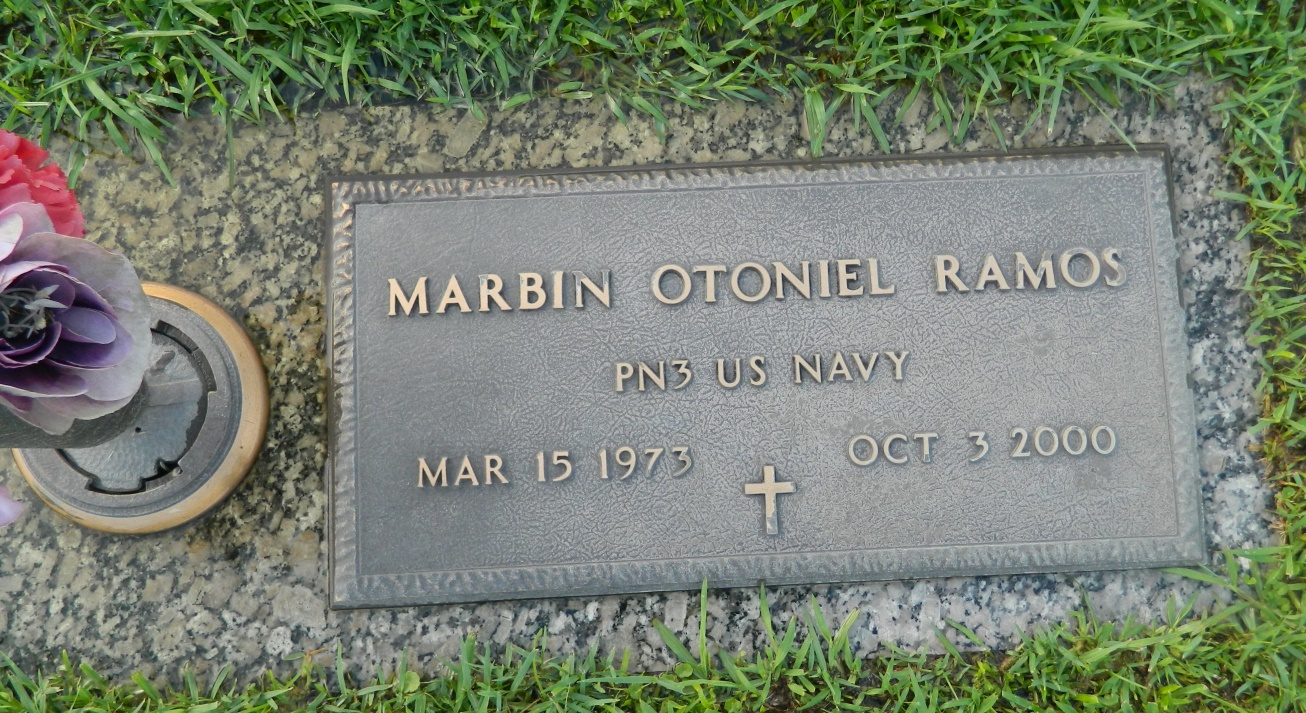 MARBIN OTONIEL RAMOS
PN3 US NAVY
MAR 15 1973 OCT 3 2000